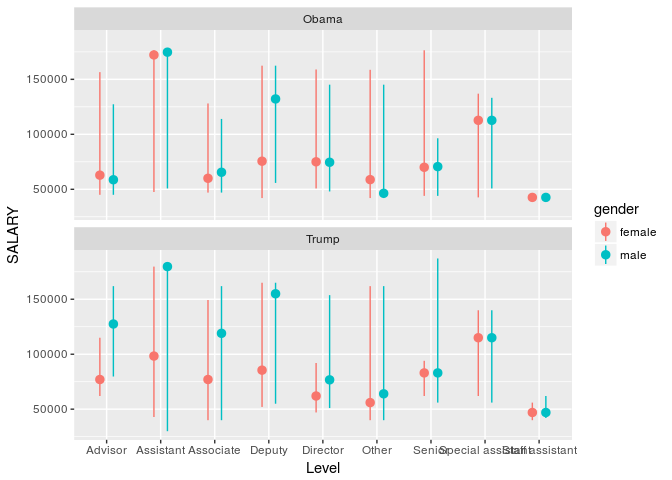 Obama
150000
100000
50000
Trump
150000
100000
50000
SALARY
Advisor Assistant Associate Deputy Director Other Senior Special assistant Staff assistant
Level
gender
female
male